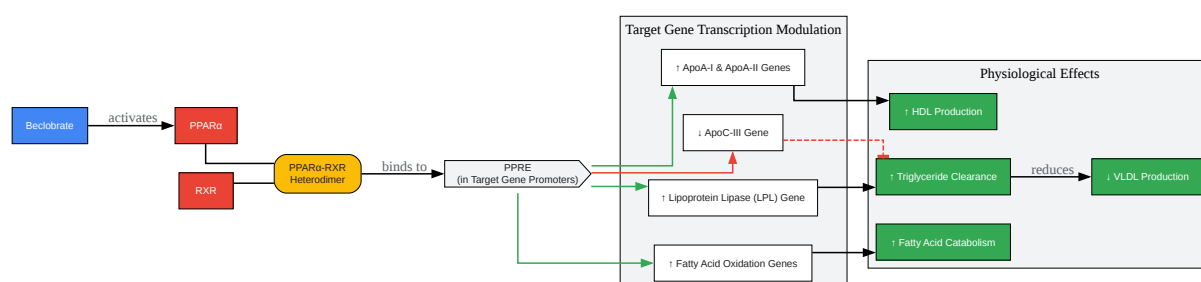 Target Gene Transcription Modulation
↑ ApoA-I & ApoA-II Genes
Physiological Effects
↑ HDL Production
Beclobrate
activates
PPARα
↓ ApoC-III Gene
PPARα-RXR
Heterodimer
binds to
PPRE
(in Target Gene Promoters)
RXR
↑ Triglyceride Clearance
reduces
↓ VLDL Production
↑ Lipoprotein Lipase (LPL) Gene
↑ Fatty Acid Catabolism
↑ Fatty Acid Oxidation Genes